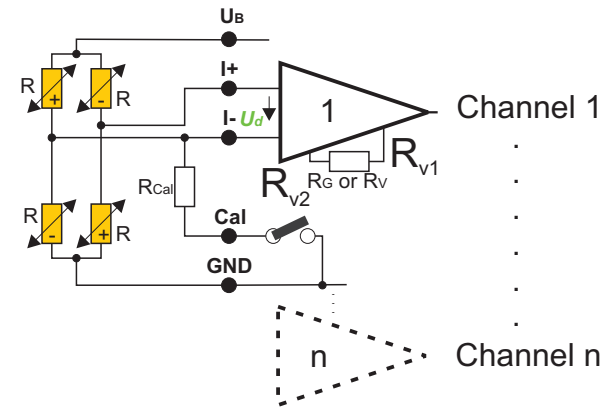 UB
I+
R + - R
1
Channel 1
I- Ud
Rv1
RG or RV
Rv2
RCal
R - + R
Cal
GND
n
Channel n